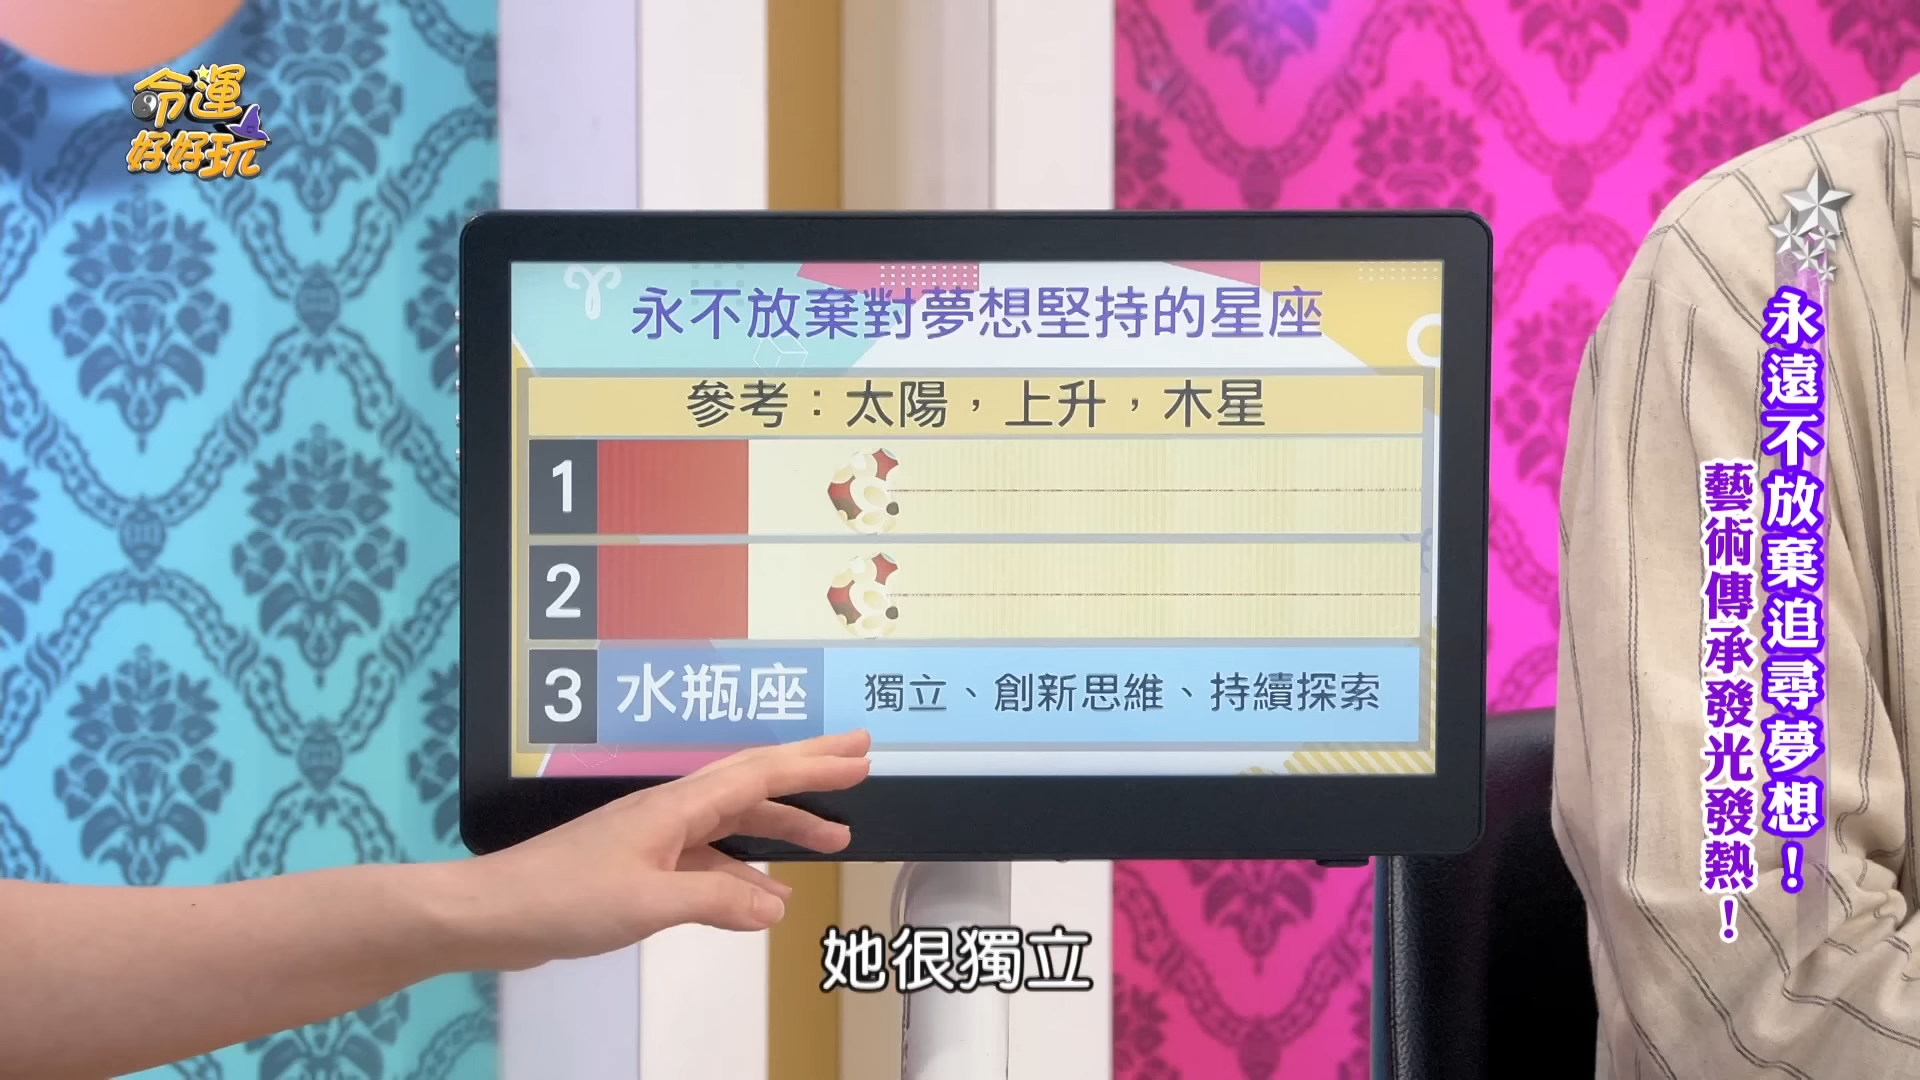 命運
好好玩
永不放棄對夢想堅持的星座
參考：太陽，上升，木星
1
2
3 水瓶座 獨立、創新思維、持續探索
永遠不放棄追尋夢想！
藝術傳承發光發熱！
她很獨立